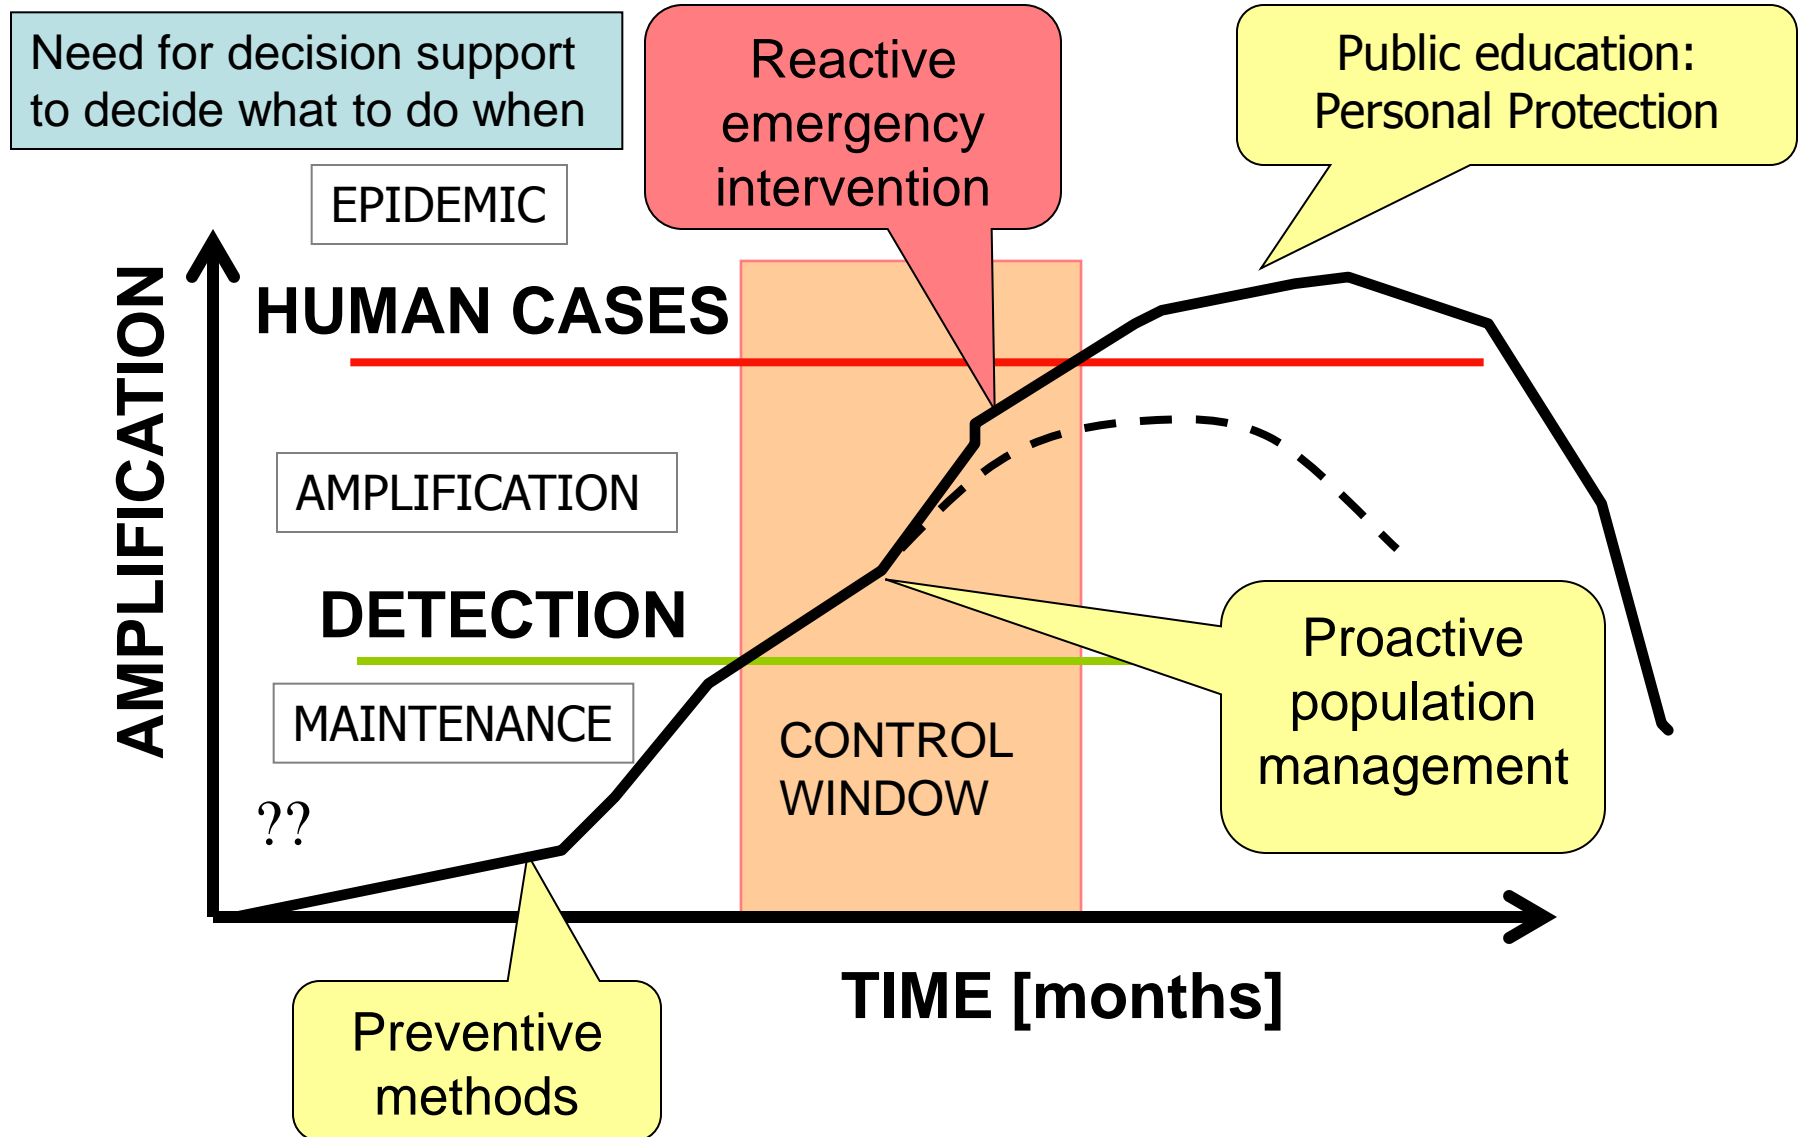 Need for decision support
to decide what to do when
Reactive
emergency
intervention
Public education:
Personal Protection
EPIDEMIC
HUMAN CASES
AMPLIFICATION
AMPLIFICATION
DETECTION
MAINTENANCE
??
CONTROL
WINDOW
Proactive
population
management
TIME [months]
Preventive
methods